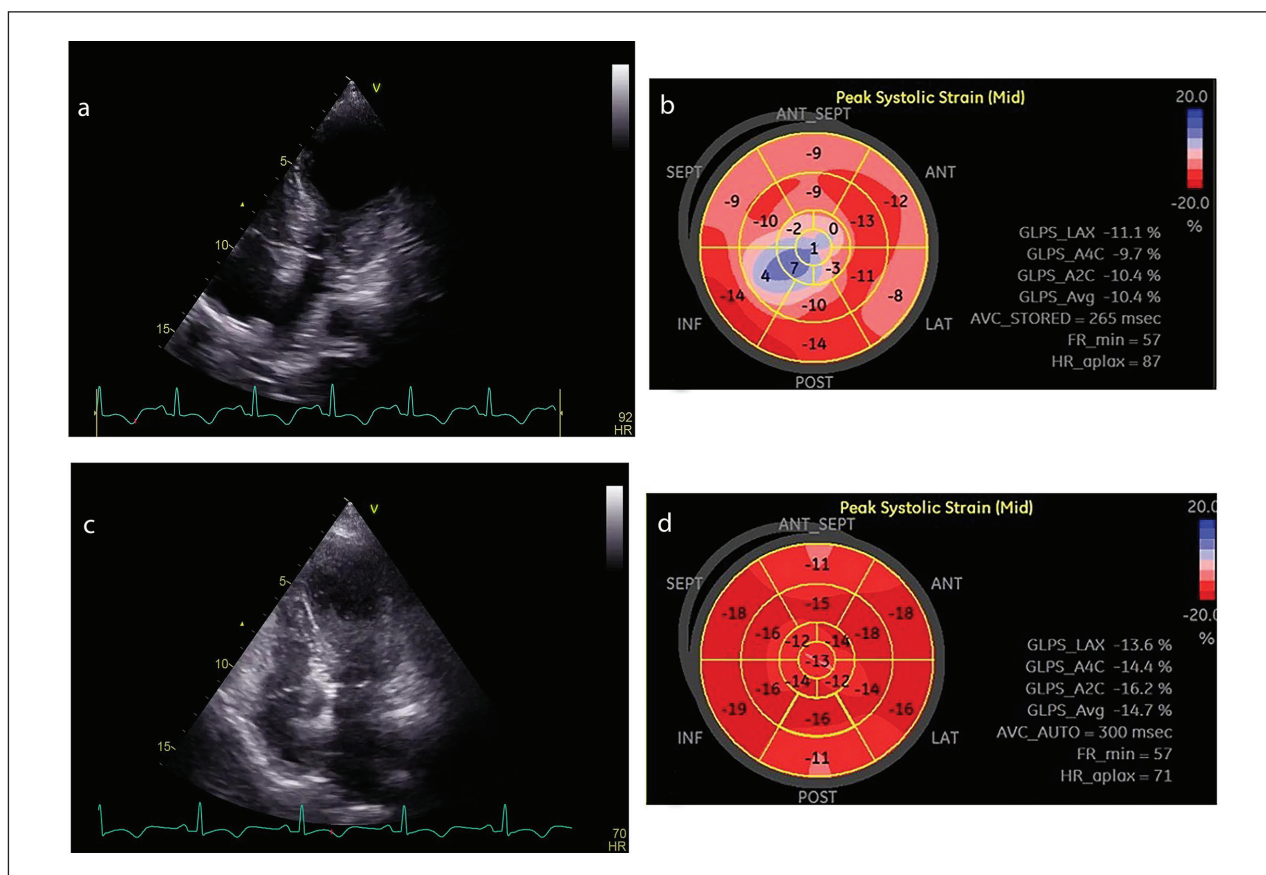 a
V
5
10
15
92
HR
b
Peak Systolic Strain (Mid)
20.0
-20.0
%
ANT_SEPT
SEPT
ANT
INF
LAT
POST
-9
-9 -9 -12
-10 -2 0 -13
1
4 7 -3 -11
-14 -10 -8
-14
GLPS_LAX -11.1 %
GLPS_A4C -9.7 %
GLPS_A2C -10.4 %
GLPS_Avg -10.4 %
AVC_STORED = 265 msec
FR_min = 57
HR_aplax = 87
c
V
5
10
15
70
HR
d
Peak Systolic Strain (Mid)
20.0
-20.0
%
ANT_SEPT
SEPT
ANT
INF
LAT
POST
-11
-18 -15 -18
-16 -12 -14 -18
-13
-16 -14 -12 -14
-19 -16 -16
-11
GLPS_LAX -13.6 %
GLPS_A4C -14.4 %
GLPS_A2C -16.2 %
GLPS_Avg -14.7 %
AVC_AUTO = 300 msec
FR_min = 57
HR_aplax = 71